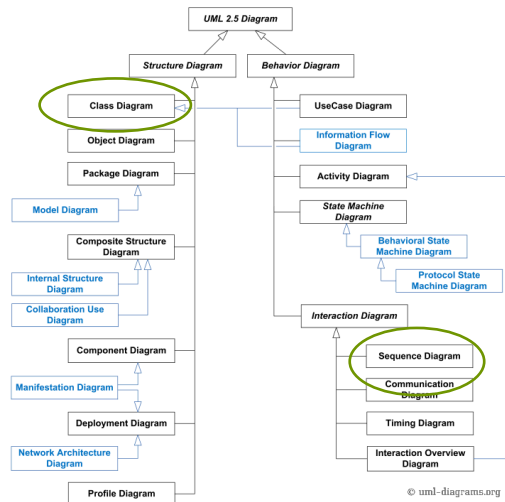 UML 2.5 Diagram
Structure Diagram
Behavior Diagram
Class Diagram
UseCase Diagram
Object Diagram
Information Flow
Diagram
Package Diagram
Activity Diagram
Model Diagram
State Machine
Diagram
Composite Structure
Diagram
Behavioral State
Machine Diagram
Internal Structure
Diagram
Protocol State
Machine Diagram
Collaboration Use
Diagram
Interaction Diagram
Component Diagram
Sequence Diagram
Manifestation Diagram
Communication
Diagram
Deployment Diagram
Timing Diagram
Network Architecture
Diagram
Interaction Overview
Diagram
Profile Diagram
© uml-diagrams.org